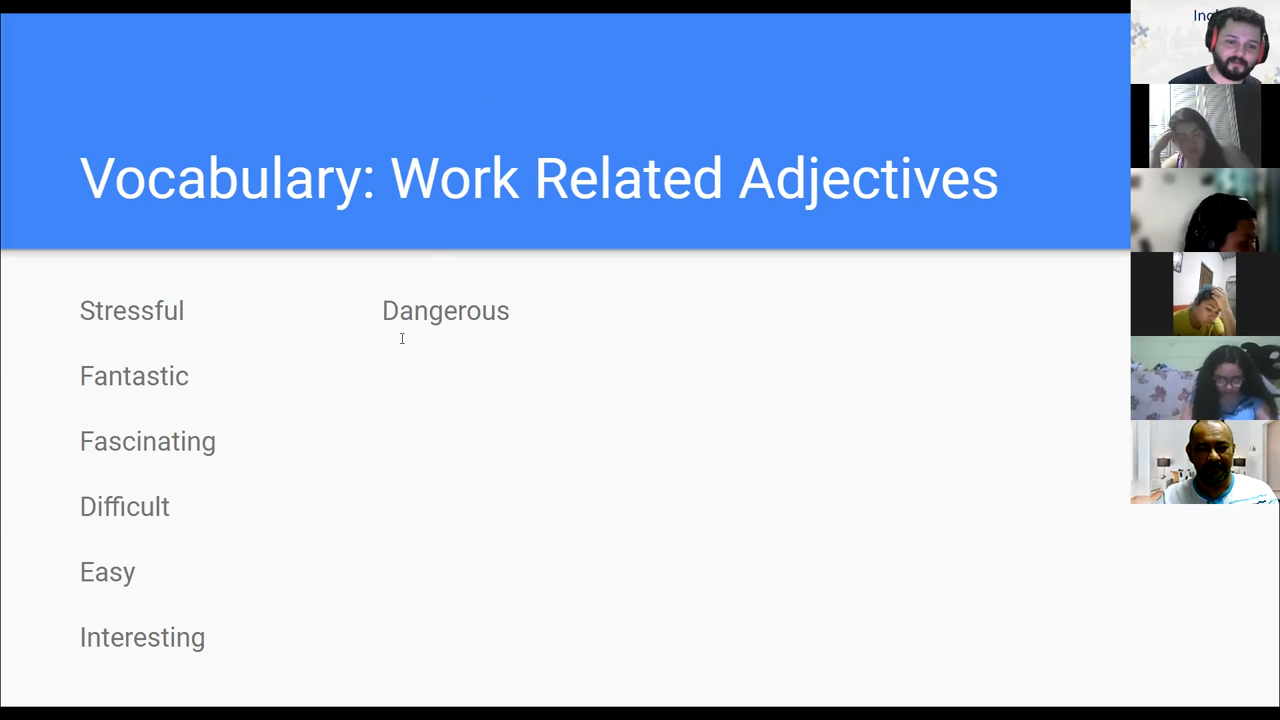 Vocabulary: Work Related Adjectives
Stressful
Fantastic
Fascinating
Difficult
Easy
Interesting
Dangerous